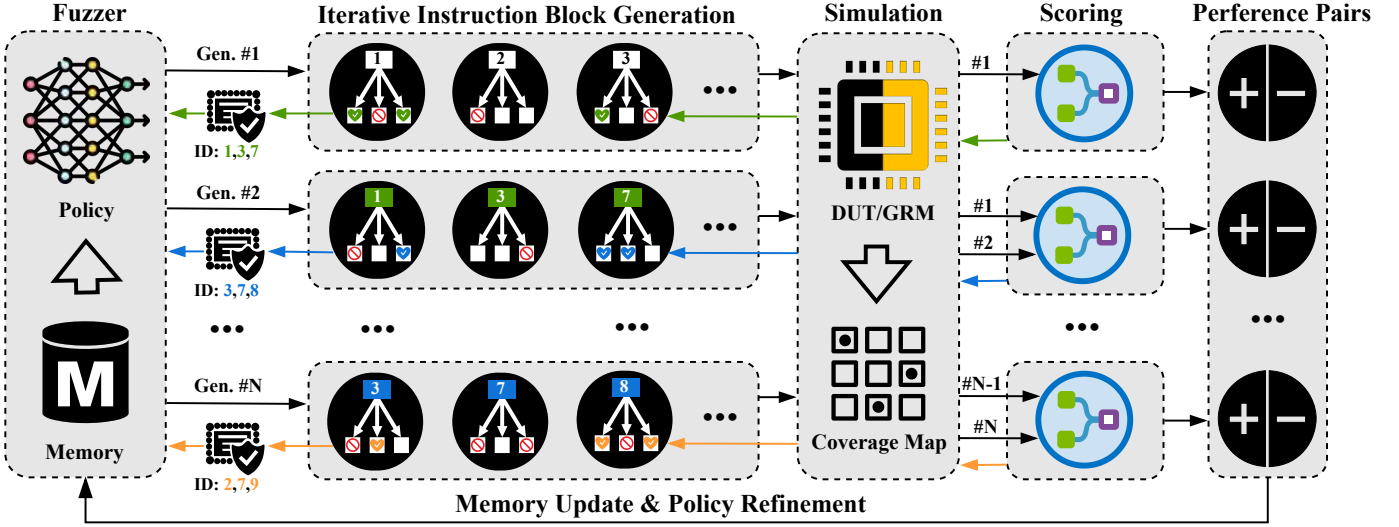 Fuzzer
Iterative Instruction Block Generation
Simulation
Scoring
Perference Pairs
Gen. #1
1
2
3
...
#1
ID: 1,3,7
Policy
Gen. #2
1
3
7
...
DUT/GRM
#1
#2
ID: 3,7,8
...
...
...
...
...
...
M
Memory
Gen. #N
3
7
8
...
Coverage Map
#N-1
#N
ID: 2,7,9
Memory Update & Policy Refinement